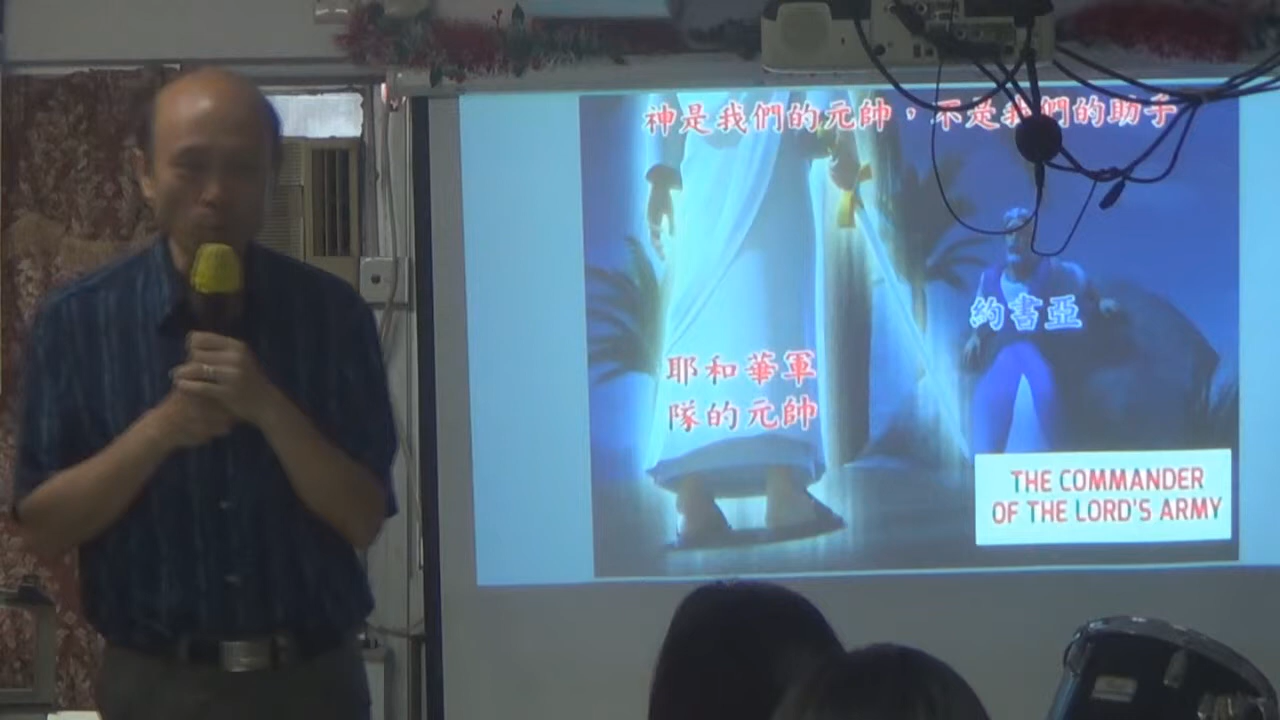 神是我們的元帥，不是我們的助手
約書亞
耶和華軍
隊的元帥
THE COMMANDER
OF THE LORD'S ARMY